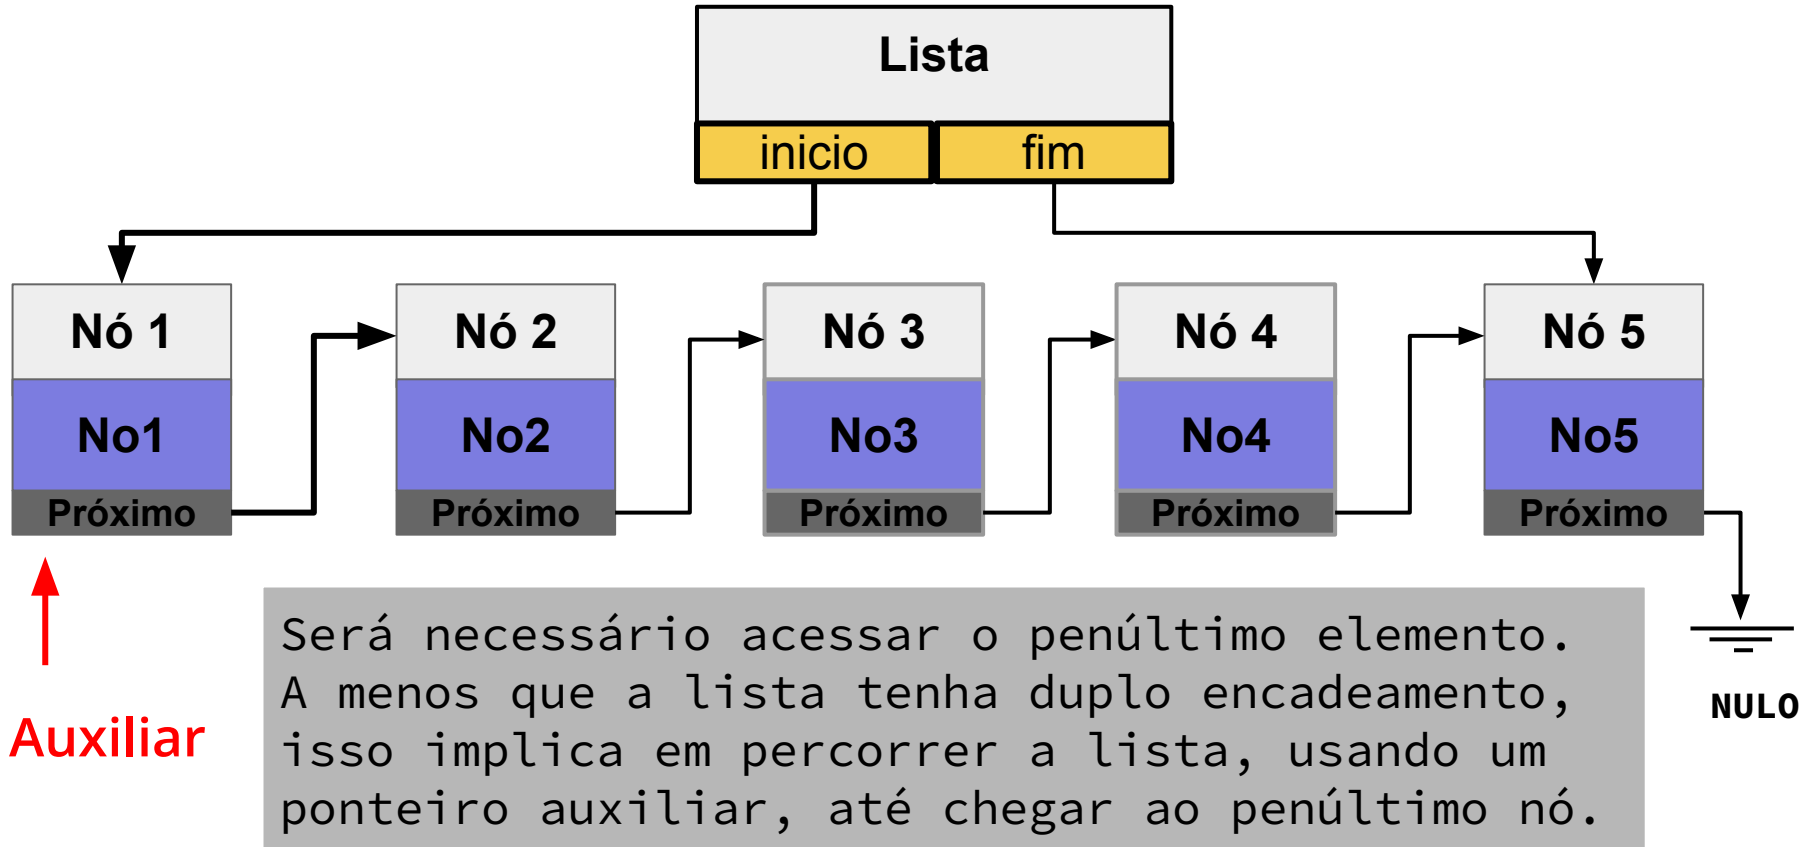 Lista
inicio fim
Nó 1 Nó 2 Nó 3 Nó 4 Nó 5
No1 No2 No3 No4 No5
Próximo Próximo Próximo Próximo Próximo
Auxiliar
Será necessário acessar o penúltimo elemento.
A menos que a lista tenha duplo encadeamento,
isso implica em percorrer a lista, usando um
ponteiro auxiliar, até chegar ao penúltimo nó.
NULO